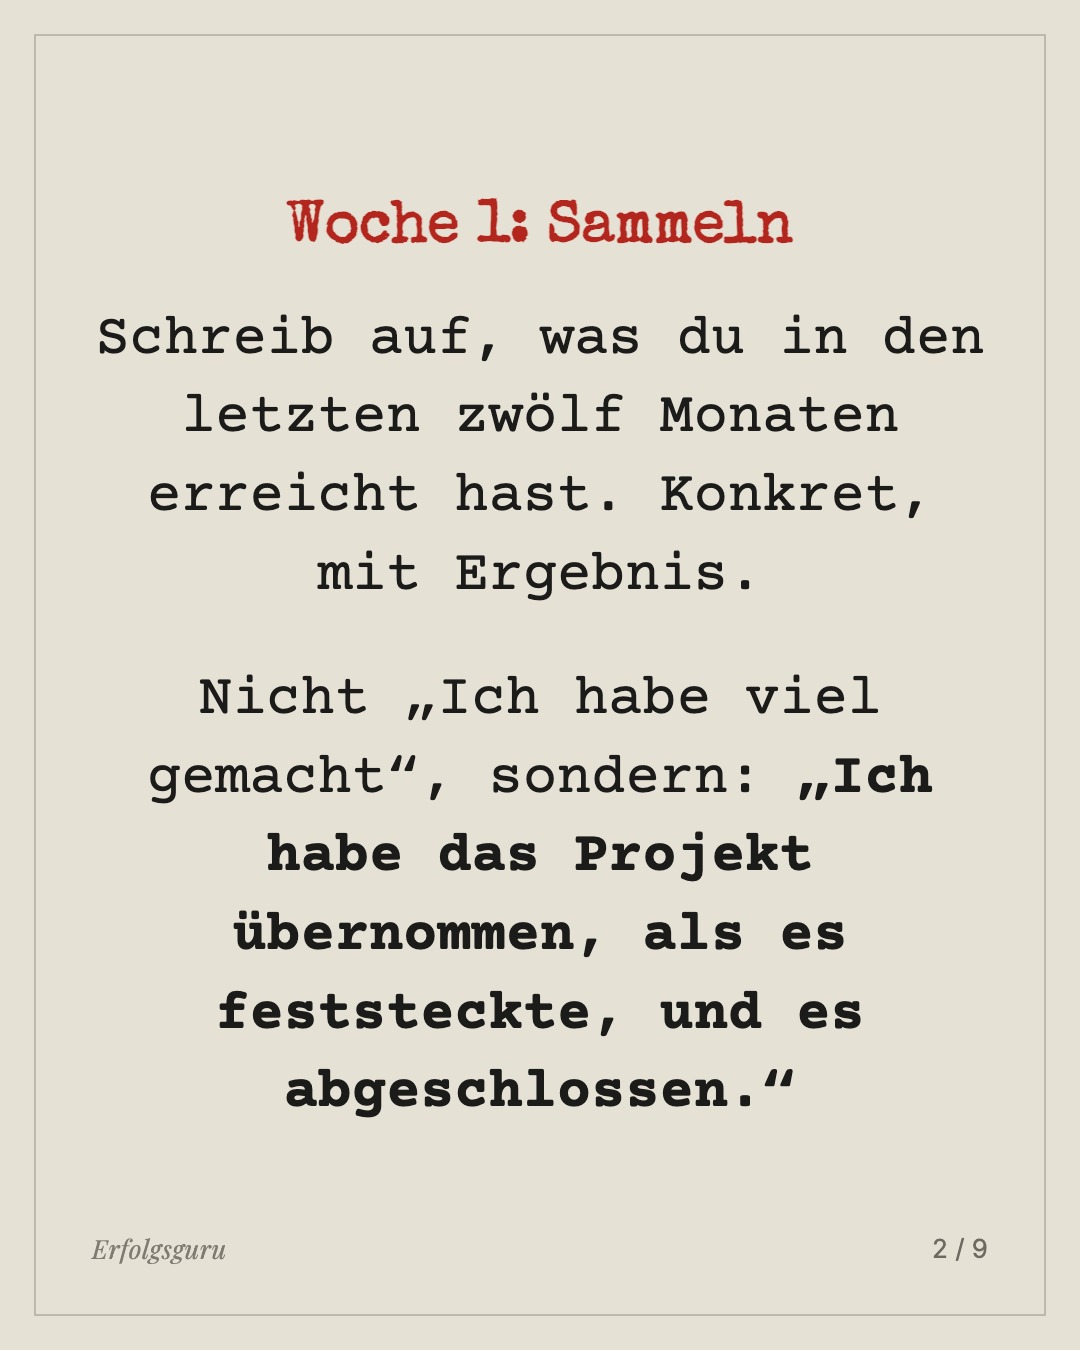 Woche 1: Sammeln
Schreib auf, was du in den
letzten zwölf Monaten
erreicht hast. Konkret,
mit Ergebnis.
Nicht „Ich habe viel
gemacht“, sondern: „Ich
habe das Projekt
übernommen, als es
feststeckte, und es
abgeschlossen.“
Erfolgsguru
2 / 9